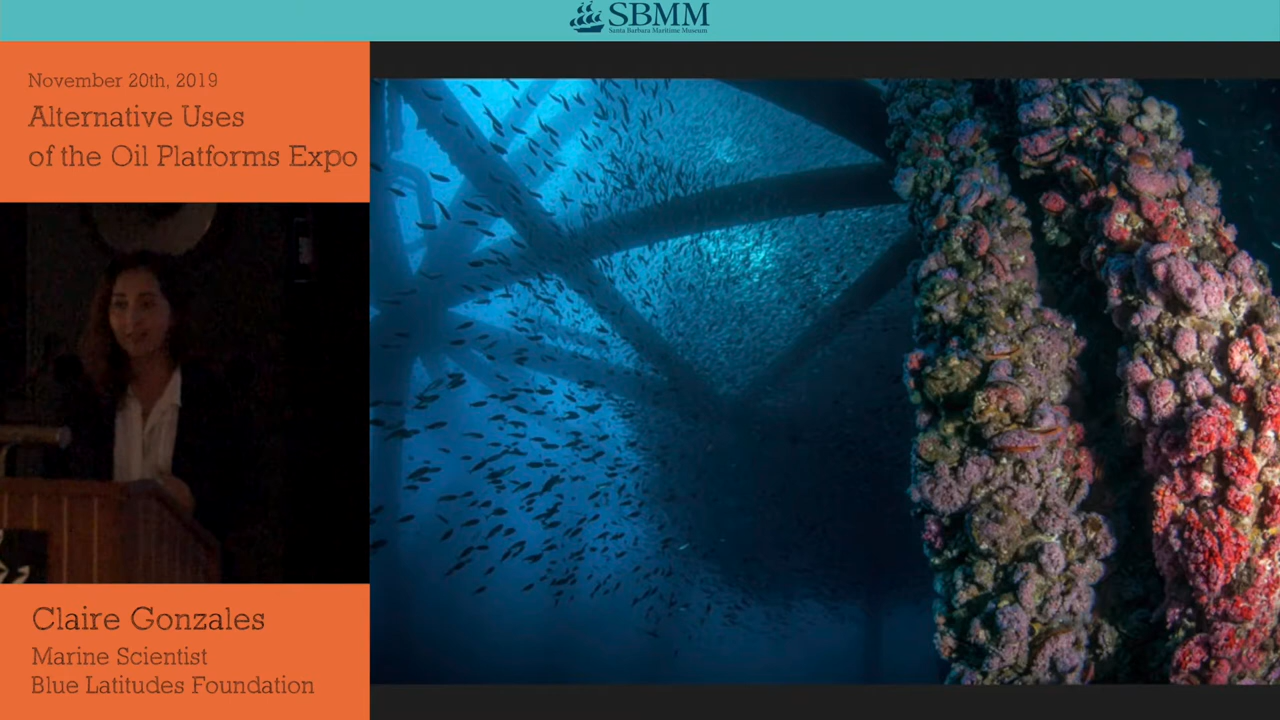 SBMM
Santa Barbara Maritime Museum
November 20th, 2019
Alternative Uses
of the Oil Platforms Expo
Claire Gonzales
Marine Scientist
Blue Latitudes Foundation